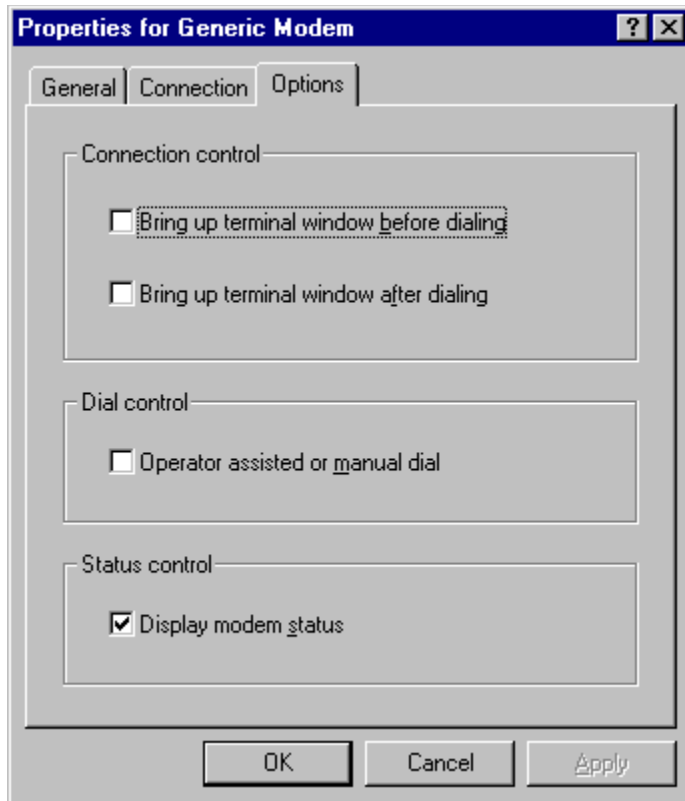 Properties for Generic Modem
General Connection Options
Connection control
Bring up terminal window before dialing
Bring up terminal window after dialing
Dial control
Operator assisted or manual dial
Status control
Display modem status
OK Cancel Apply